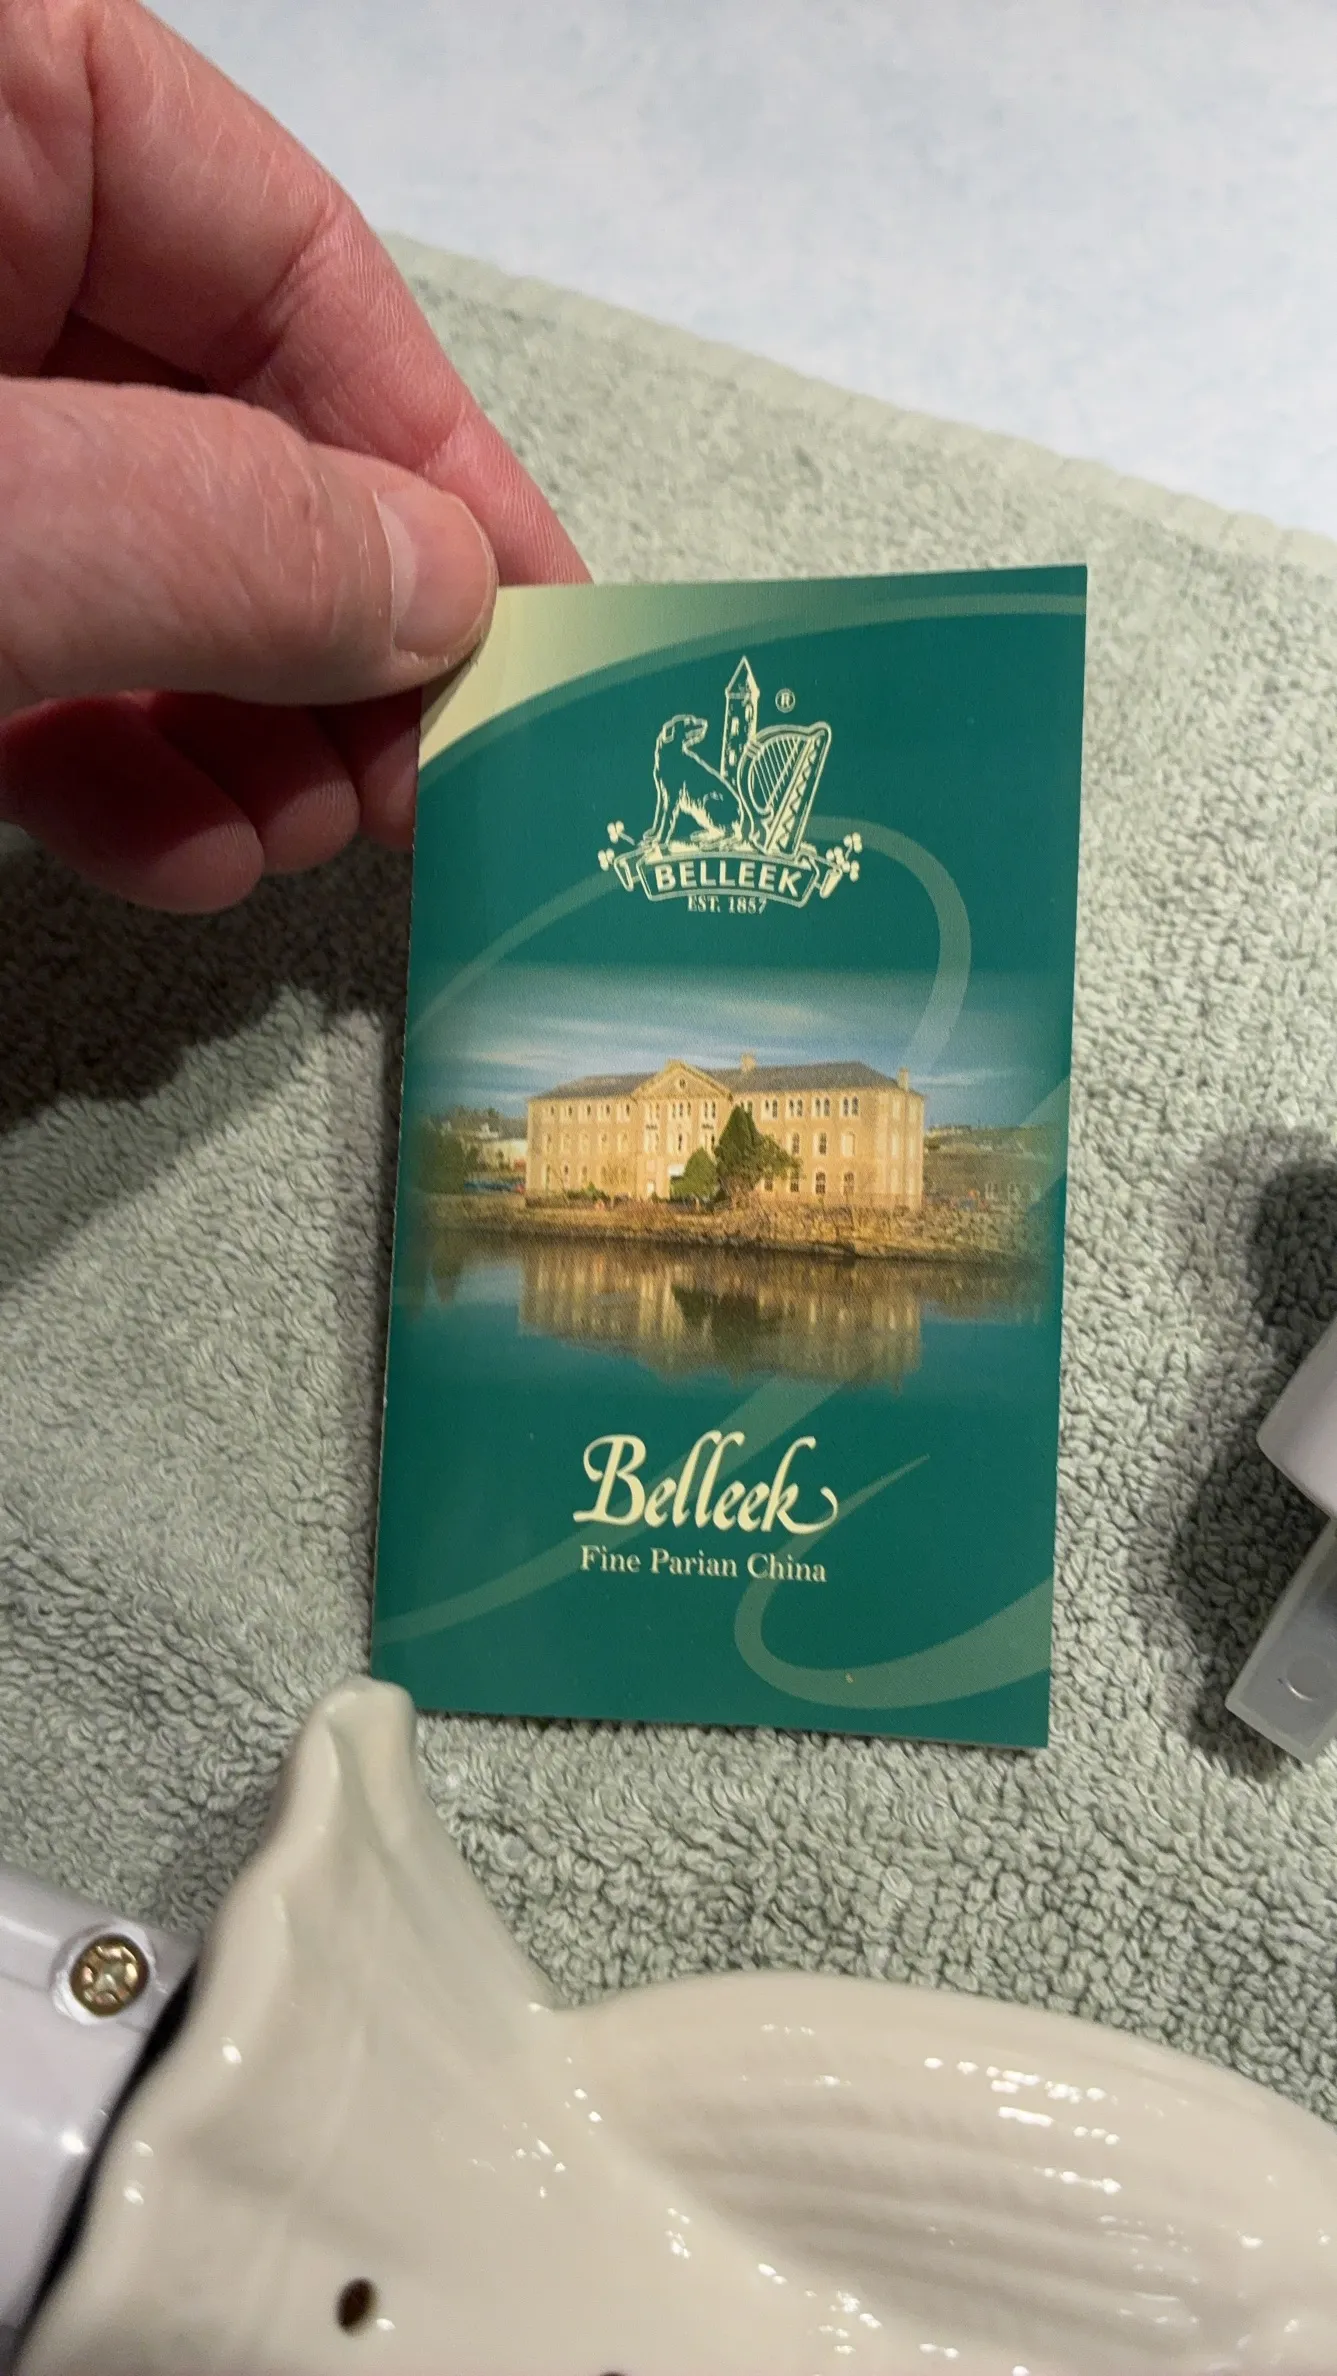 ®
BELLEEK
EST. 1857
Belleek
Fine Parian China